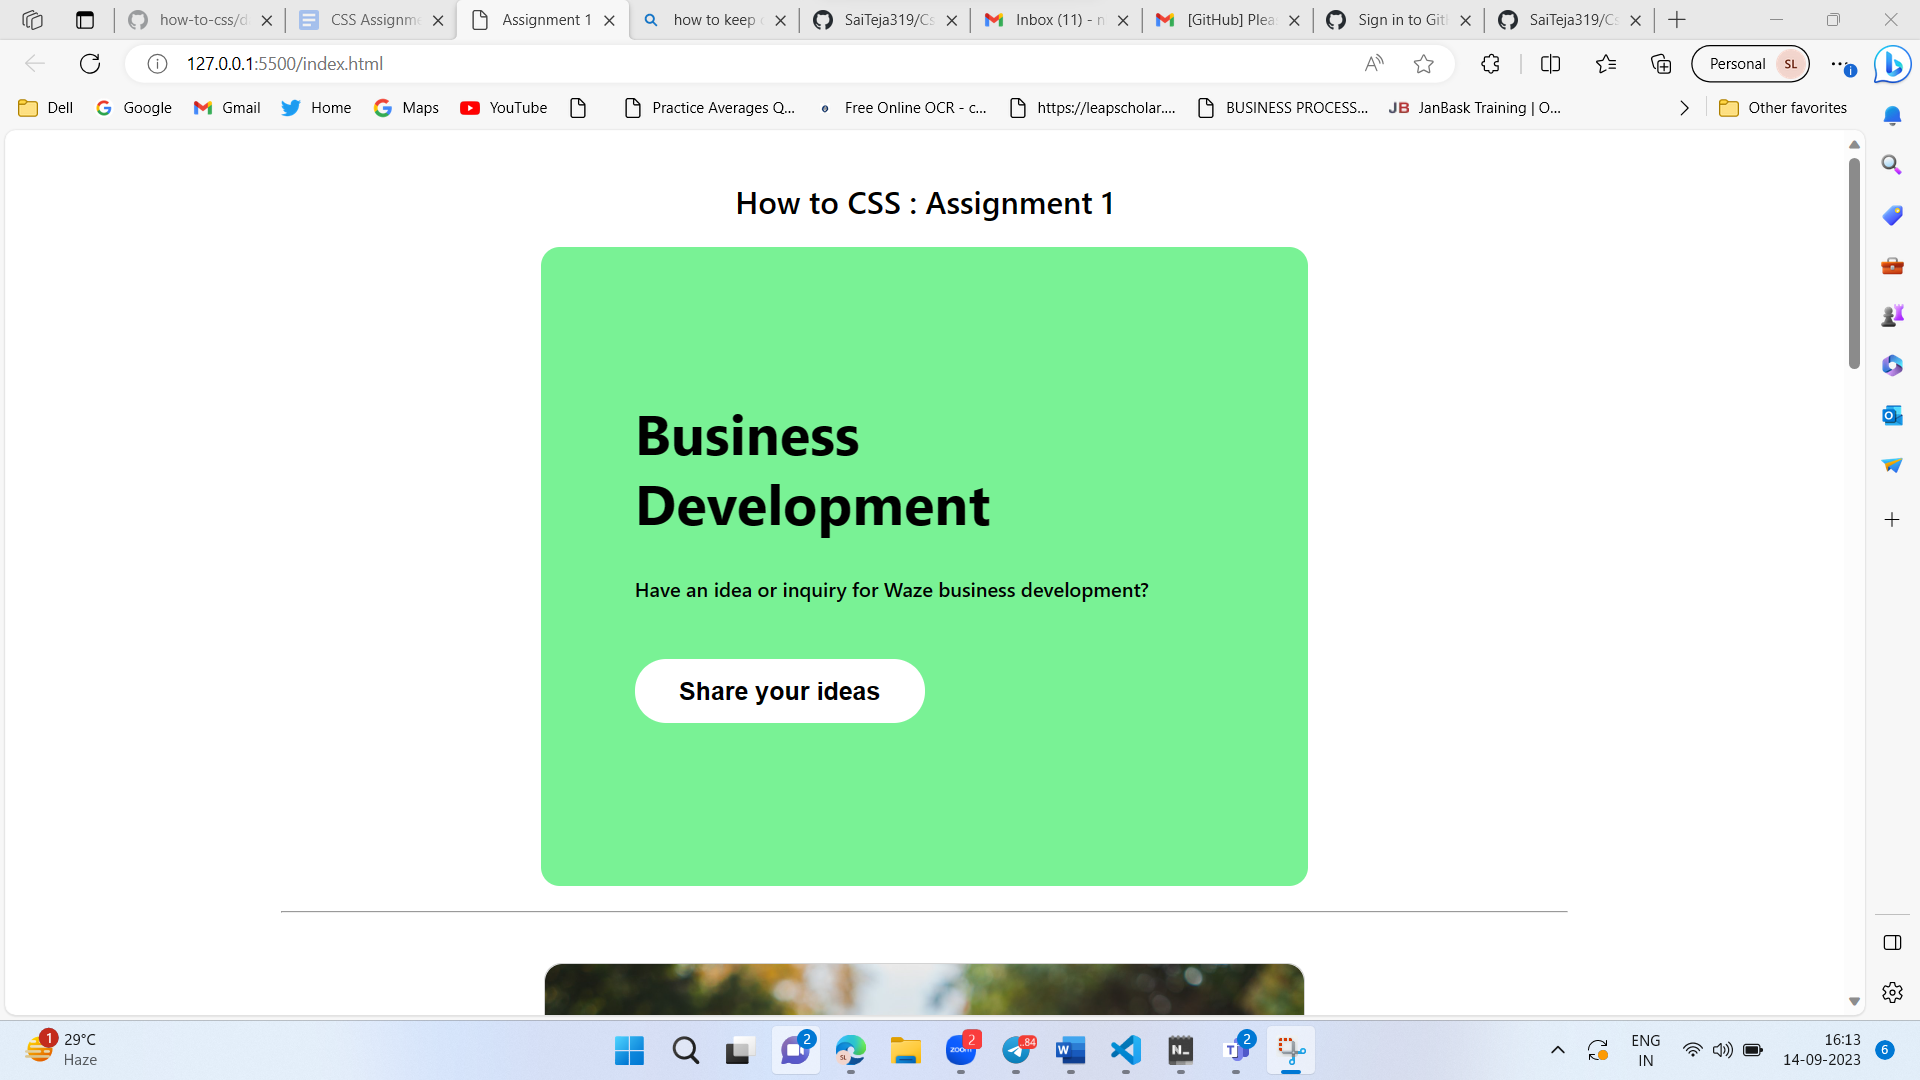 how-to-css/d
CSS Assignme
Assignment 1
how to keep
SaiTeja319/Cs
Inbox (11) - n
[GitHub] Plea
Sign in to Git
SaiTeja319/Cs
127.0.0.1:5500/index.html
Personal SL
Dell
Google
Gmail
Home
Maps
YouTube
Practice Averages Q...
Free Online OCR - c...
https://leapscholar....
BUSINESS PROCESS...
JB JanBask Training | O...
Other favorites
How to CSS : Assignment 1
Business
Development
Have an idea or inquiry for Waze business development?
Share your ideas
1
29°C
Haze
2
SL
zoom 2
.84
W
N
T 2
ENG
IN
16:13
14-09-2023
6